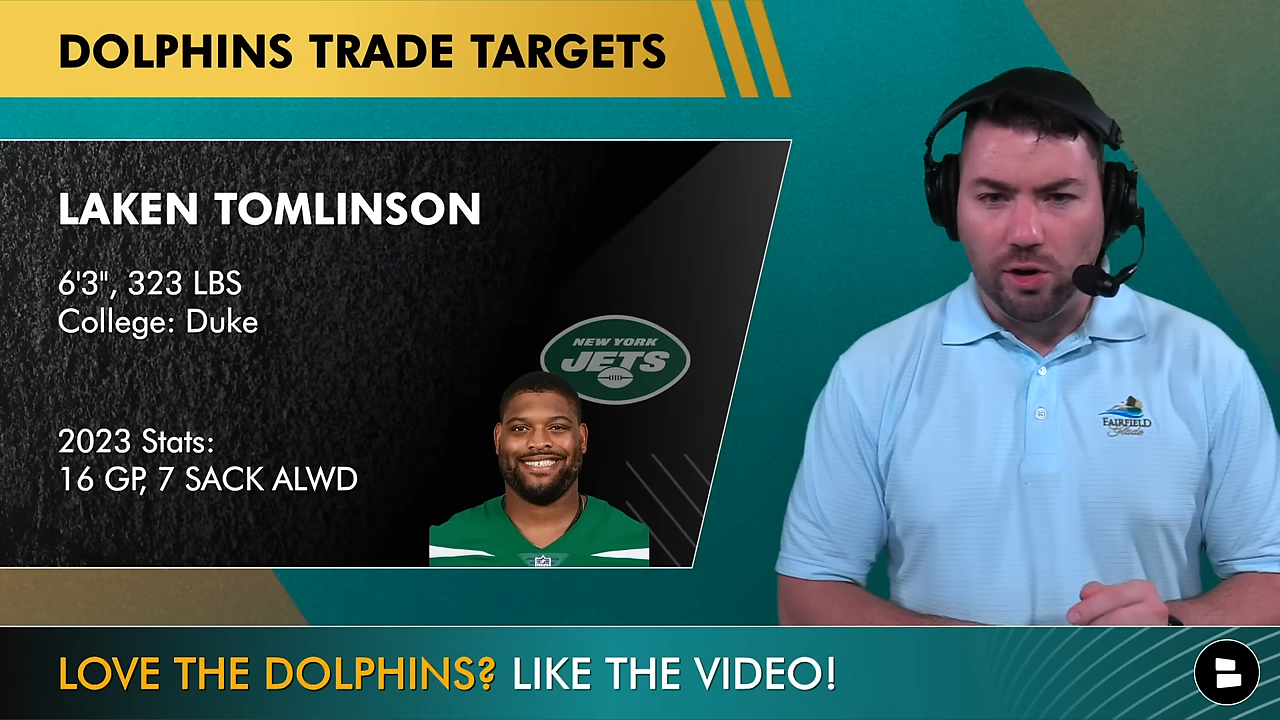 DOLPHINS TRADE TARGETS
LAKEN TOMLINSON
6'3", 323 LBS
College: Duke
NEW YORK
JETS
2023 Stats:
16 GP, 7 SACK ALWD
FAIRFIELD
Glade
LOVE THE DOLPHINS? LIKE THE VIDEO!